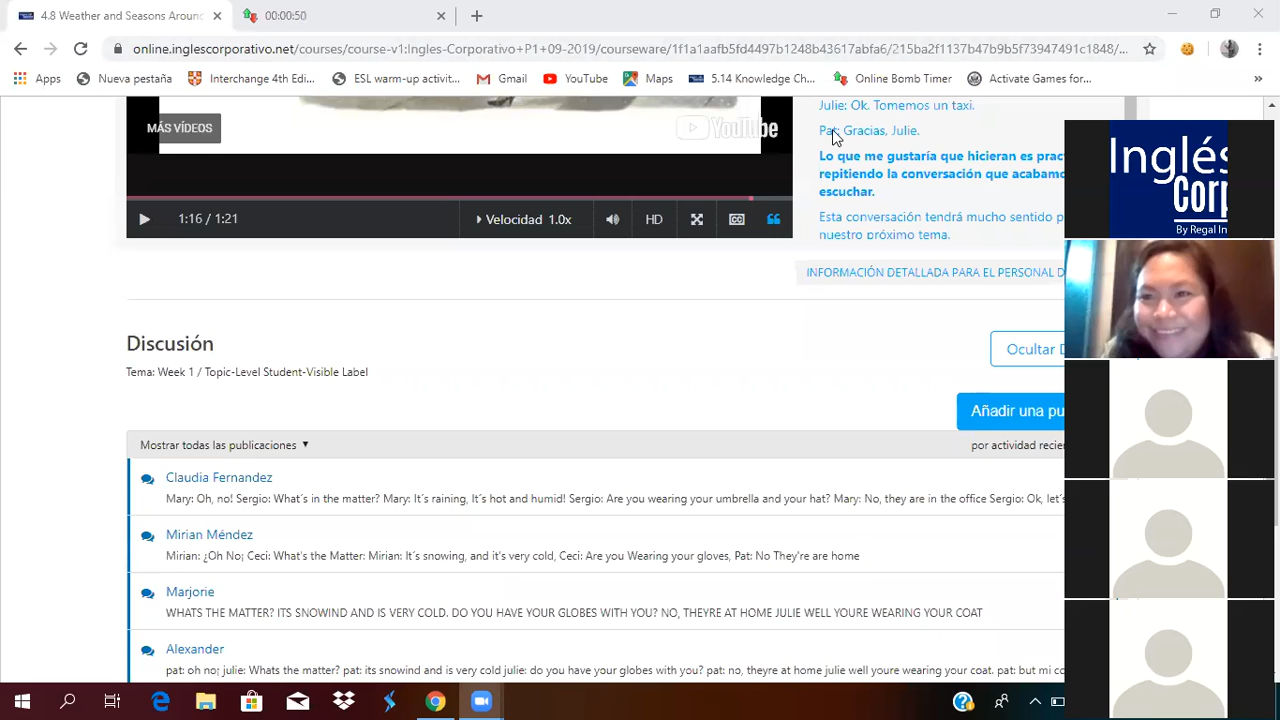 4.8 Weather and Seasons Around
00:00:50
online.inglescorporativo.net/courses/course-v1:Ingles-Corporativo+P1+09-2019/courseware/1f1a1aafb5fd4497b1248b43617abfa6/215ba2f1137b47b9b5f73947491c1848/...
Apps
Nueva pestaña
Interchange 4th Edi...
ESL warm-up activit...
Gmail
YouTube
Maps
5.14 Knowledge Ch...
Online Bomb Timer
Activate Games for...
»
MÁS VÍDEOS
YouTube
1:16 / 1:21
Velocidad 1.0x
HD
Julie: Ok, Tomemos un taxi.
Pat: Gracias, Julie.
Lo que me gustaría que hicieran es prac
repitiendo la conversación que acabamo
escuchar.
Esta conversación tendrá mucho sentido p
nuestro próximo tema.
INFORMACIÓN DETALLADA PARA EL PERSONAL D
Inglés
Corp
By Regal In
Discusión
Ocultar D
Tema: Week 1 / Topic-Level Student-Visible Label
Añadir una pu
Mostrar todas las publicaciones
por actividad recien
Claudia Fernandez
Mary: Oh, no! Sergio: What´s in the matter? Mary: It´s raining, It´s hot and humid! Sergio: Are you wearing your umbrella and your hat? Mary: No, they are in the office Sergio: Ok, let´s
Mirian Méndez
Mirian: ¿Oh No; Ceci: What's the Matter: Mirian: It´s snowing, and it's very cold, Ceci: Are you Wearing your gloves, Pat: No They're are home
Marjorie
WHATS THE MATTER? ITS SNOWIND AND IS VERY COLD. DO YOU HAVE YOUR GLOBES WITH YOU? NO, THEYRE AT HOME JULIE WELL YOURE WEARING YOUR COAT
Alexander
pat: oh no; julie: Whats the matter? pat: its snowind and is very cold julie: do you have your globes with you? pat: no, theyre at home julie well youre wearing your coat. pat: but mi co